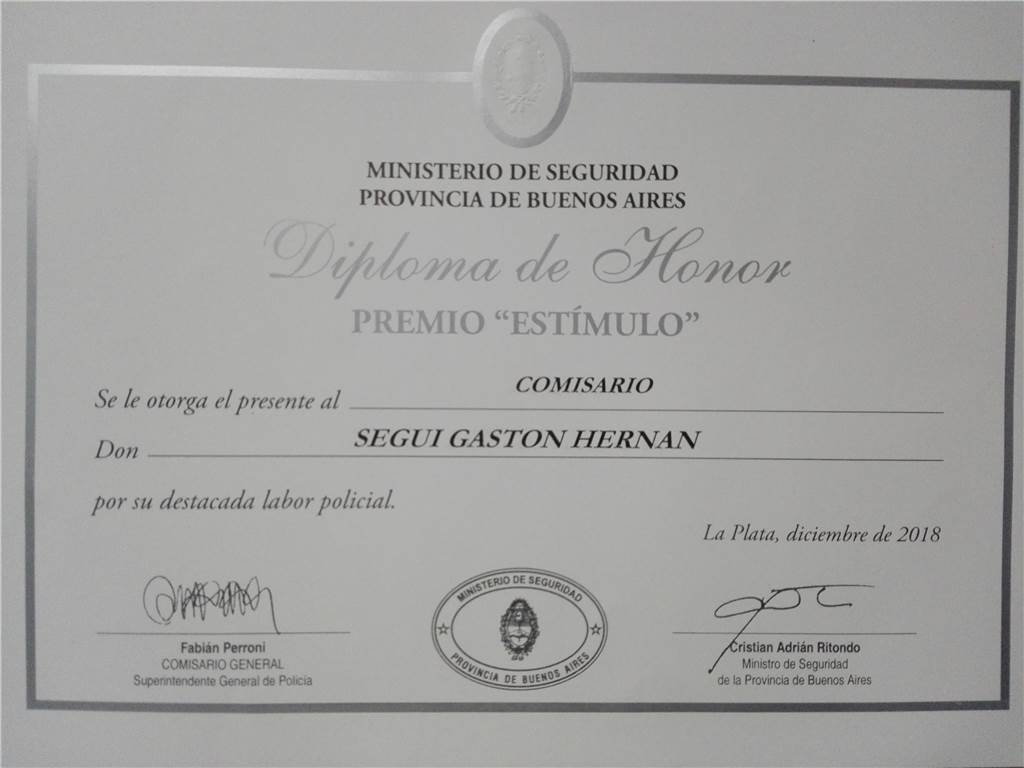 MINISTERIO DE SEGURIDAD
PROVINCIA DE BUENOS AIRES
Diploma de Honor
PREMIO “ESTÍMULO”
Se le otorga el presente al COMISARIO
Don SEGUI GASTON HERNAN
por su destacada labor policial.
La Plata, diciembre de 2018
Fabián Perroni
COMISARIO GENERAL
Superintendente General de Policia
MINISTERIO DE SEGURIDAD
PROVINCIA DE BUENOS AIRES
Cristian Adrián Ritondo
Ministro de Seguridad
de la Provincia de Buenos Aires